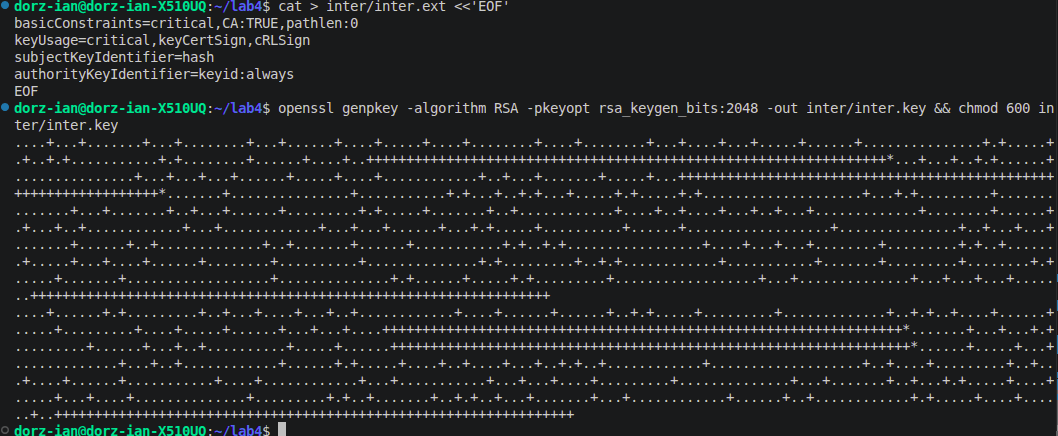 dorz-ian@dorz-ian-X510UQ:~/lab4$ cat > inter/inter.ext <<'EOF'
basicConstraints=critical,CA:TRUE,pathlen:0
keyUsage=critical,keyCertSign,cRLSign
subjectKeyIdentifier=hash
authorityKeyIdentifier=keyid:always
EOF
dorz-ian@dorz-ian-X510UQ:~/lab4$ openssl genpkey -algorithm RSA -pkeyopt rsa_keygen_bits:2048 -out inter/inter.key && chmod 600 in
ter/inter.key
dorz-ian@dorz-ian-X510UQ:~/lab4$